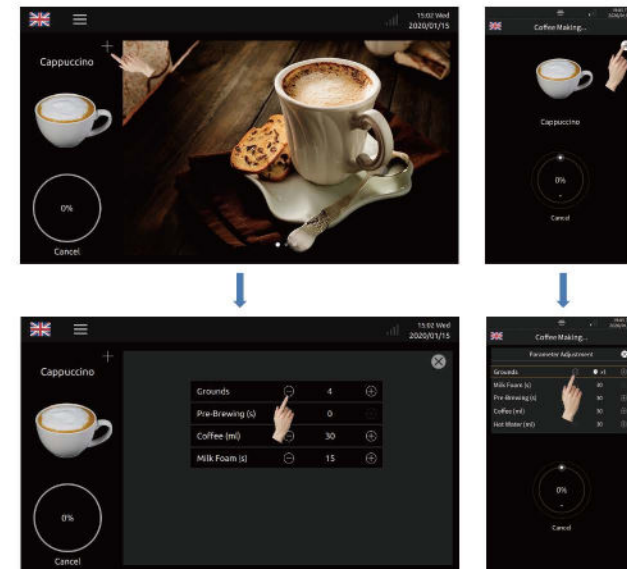 15:02 Wed
2020/01/15
Cappuccino
0%
Cancel
Coffee Making...
Cappuccino
0%
Cancel
15:02 Wed
2020/01/15
Cappuccino
Grounds 4
Pre-Brewing (s) 0
Coffee (ml) 30
Milk Foam (s) 15
0%
Cancel
Coffee Making...
Parameter Adjustment
Grounds
Milk Foam (s)
Pre-Brewing (s)
Coffee (ml) 30
Hot Water (ml) 30
0%
Cancel